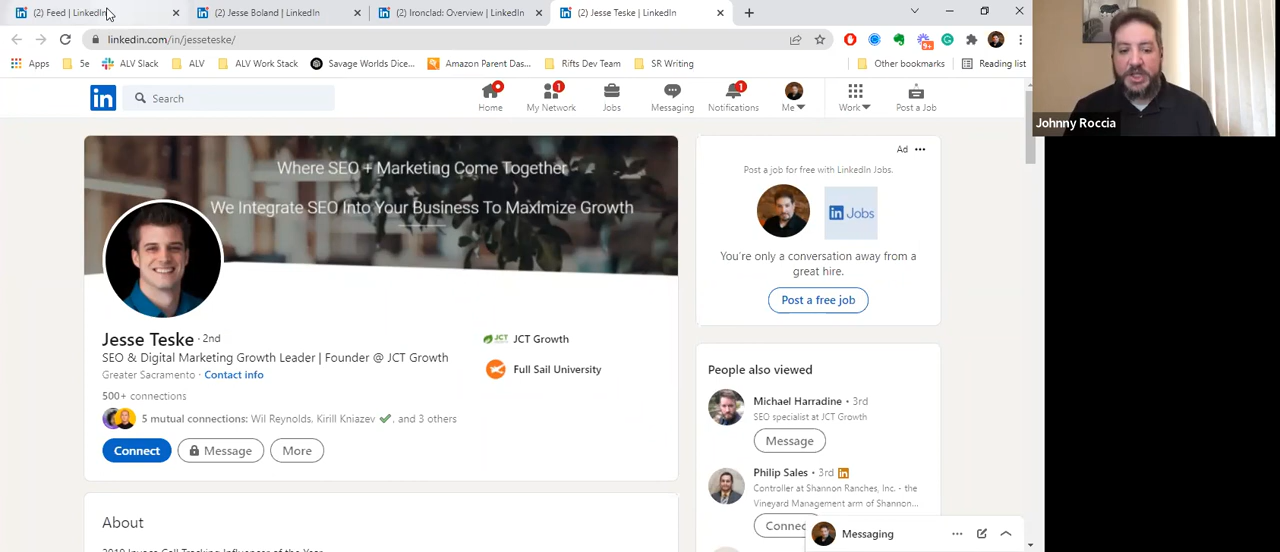 (2) Feed | LinkedIn
(2) Jesse Boland | LinkedIn
(2) Ironclad: Overview | LinkedIn
(2) Jesse Teske | LinkedIn
linkedin.com/in/jesseteske/
9+
Apps
5e
ALV Slack
ALV
ALV Work Stack
Savage Worlds Dice...
Amazon Parent Das...
Rifts Dev Team
SR Writing
Other bookmarks
Reading list
in
Search
Home
1
My Network
Jobs
Messaging
1
Notifications
Me
Work
Post a Job
Johnny Roccia
Where SEO + Marketing Come Together
We Integrate SEO Into Your Business To Maximize Growth
Jesse Teske · 2nd
SEO & Digital Marketing Growth Leader | Founder @ JCT Growth
Greater Sacramento · Contact info
500+ connections
5 mutual connections: Wil Reynolds, Kirill Kniazev ✔, and 3 others
Connect
Message
More
JCT JCT Growth
Full Sail University
About
Ad
Post a job for free with LinkedIn Jobs.
in Jobs
You're only a conversation away from a
great hire.
Post a free job
People also viewed
Michael Harradine • 3rd
SEO specialist at JCT Growth
Message
Philip Sales • 3rd in
Controller at Shannon Ranches, Inc. - the
Vineyard Management arm of Shannon...
Messaging